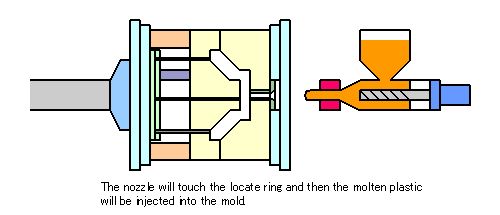 The nozzle will touch the locate ring and then the molten plastic
will be injected into the mold.